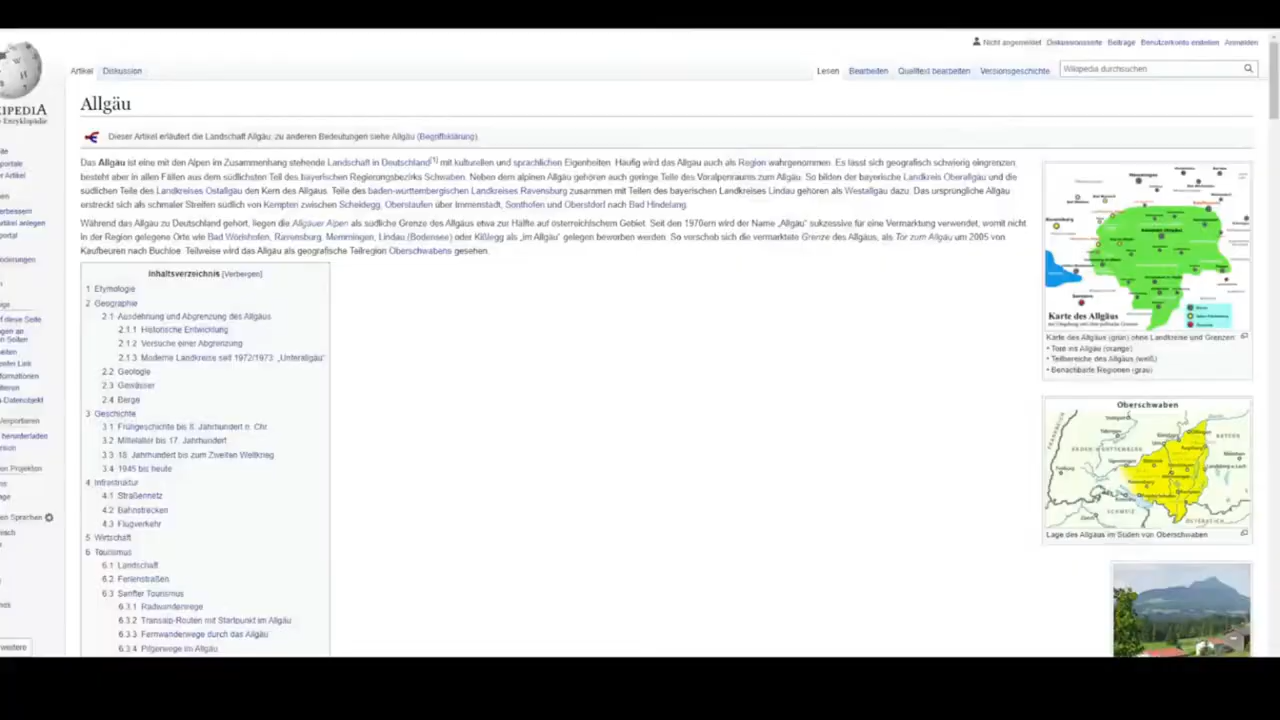 Nicht angemeldet Diskussionsseite Beiträge Benutzerkonto erstellen Anmelden
Artikel Diskussion
Lesen Bearbeiten Quelltext bearbeiten Versionsgeschichte
Wikipedia durchsuchen
Allgäu
Dieser Artikel erläutert die Landschaft Allgäu; zu anderen Bedeutungen siehe Allgäu (Begriffsklärung).
Das Allgäu ist eine mit den Alpen im Zusammenhang stehende Landschaft in Deutschland[1] mit kulturellen und sprachlichen Eigenheiten. Häufig wird das Allgäu auch als Region wahrgenommen. Es lässt sich geografisch schwierig eingrenzen,
besteht aber in allen Fällen aus dem südlichsten Teil des bayerischen Regierungsbezirks Schwaben. Neben dem alpinen Allgäu gehören auch geringe Teile des Voralpenraums zum Allgäu. So bilden der bayerische Landkreis Oberallgäu und die
südlichen Teile des Landkreises Ostallgäu den Kern des Allgäus. Teile des baden-württembergischen Landkreises Ravensburg zusammen mit Teilen des bayerischen Landkreises Lindau gehören als Westallgäu dazu. Das ursprüngliche Allgäu
erstreckt sich als schmaler Streifen südlich von Kempten zwischen Scheidegg, Oberstaufen über Immenstadt, Sonthofen und Oberstdorf nach Bad Hindelang.
Während das Allgäu zu Deutschland gehört, liegen die Allgäuer Alpen als südliche Grenze des Allgäus etwa zur Hälfte auf österreichischem Gebiet. Seit den 1970ern wird der Name „Allgäu“ sukzessive für eine Vermarktung verwendet, womit nicht
in der Region gelegene Orte wie Bad Wörishofen, Ravensburg, Memmingen, Lindau (Bodensee) oder Kißlegg als „im Allgäu“ gelegen beworben werden. So verschob sich die vermarktete Grenze des Allgäus, als Tor zum Allgäu um 2005 von
Kaufbeuren nach Buchloe. Teilweise wird das Allgäu als geografische Teilregion Oberschwabens gesehen.
Inhaltsverzeichnis [Verbergen]
1 Etymologie
2 Geographie
2.1 Ausdehnung und Abgrenzung des Allgäus
2.1.1 Historische Entwicklung
2.1.2 Versuche einer Abgrenzung
2.1.3 Moderne Landkreise seit 1972/1973: „Unterallgäu“
2.2 Geologie
2.3 Gewässer
2.4 Berge
3 Geschichte
3.1 Frühgeschichte bis 8. Jahrhundert n. Chr.
3.2 Mittelalter bis 17. Jahrhundert
3.3 18. Jahrhundert bis zum Zweiten Weltkrieg
3.4 1945 bis heute
4 Infrastruktur
4.1 Straßennetz
4.2 Bahnstrecken
4.3 Flugverkehr
5 Wirtschaft
6 Tourismus
6.1 Landschaft
6.2 Ferienstraßen
6.3 Sanfter Tourismus
6.3.1 Radwanderwege
6.3.2 Transalp-Routen mit Startpunkt im Allgäu
6.3.3 Fernwanderwege durch das Allgäu
6.3.4 Pilgerwege im Allgäu
Karte des Allgäus
Karte des Allgäus (grün) ohne Landkreise und Grenzen:
• Tore ins Allgäu (orange)
• Teilbereiche des Allgäus (weiß)
• Benachbarte Regionen (grau)
Oberschwaben
SCHWEIZ
Lage des Allgäus im Süden von Oberschwaben